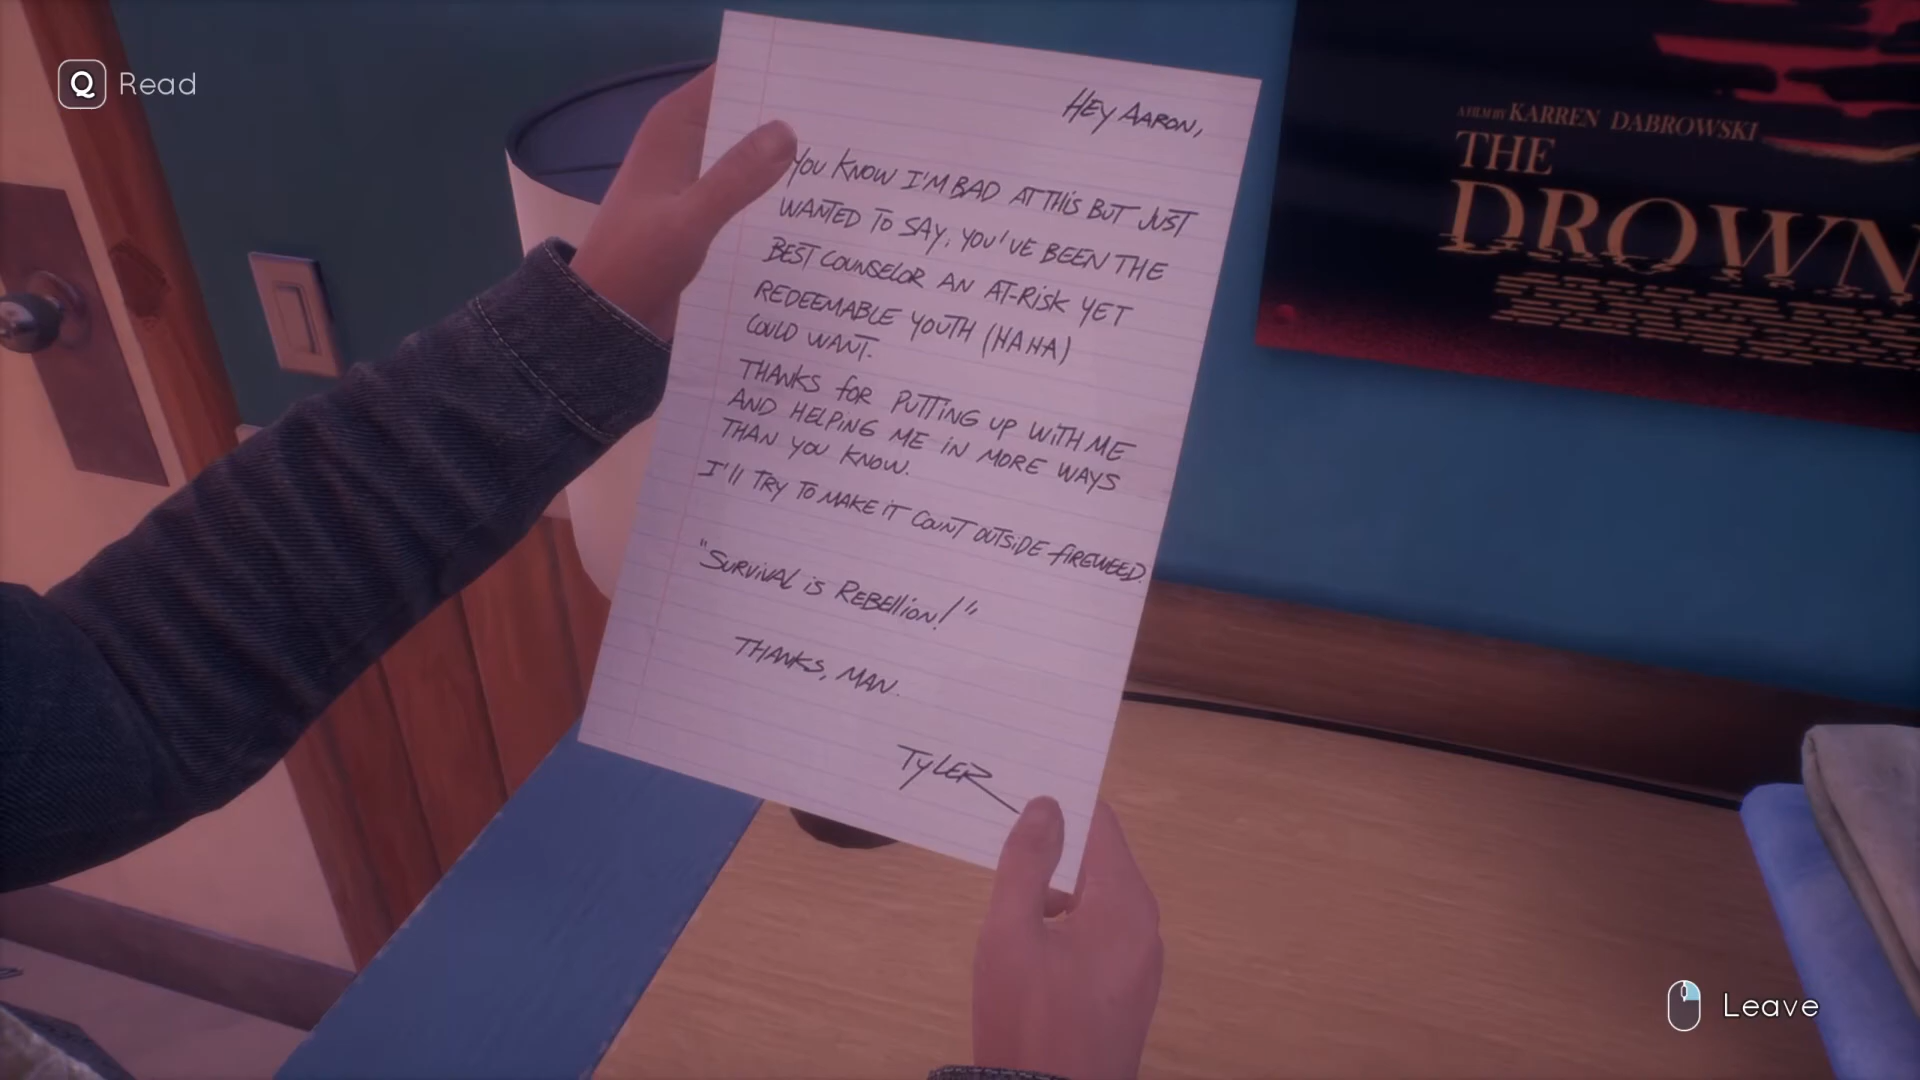 Q Read
HEY AARON,
YOU KNOW I'M BAD AT THIS BUT JUST
WANTED TO SAY, YOU'VE BEEN THE
BEST COUNSELOR AN AT-RISK YET
REDEEMABLE YOUTH (HAHA)
COULD WANT.
THANKS FOR PUTTING UP WITH ME
AND HELPING ME IN MORE WAYS
THAN YOU KNOW.
I'll TRY TO MAKE IT COUNT OUTSIDE FIREWEED.
"SURVIVAL IS REBELLION!"
THANKS, MAN.
TYLER
A FILM BY KARREN DABROWSKI
THE
DROWN
Leave